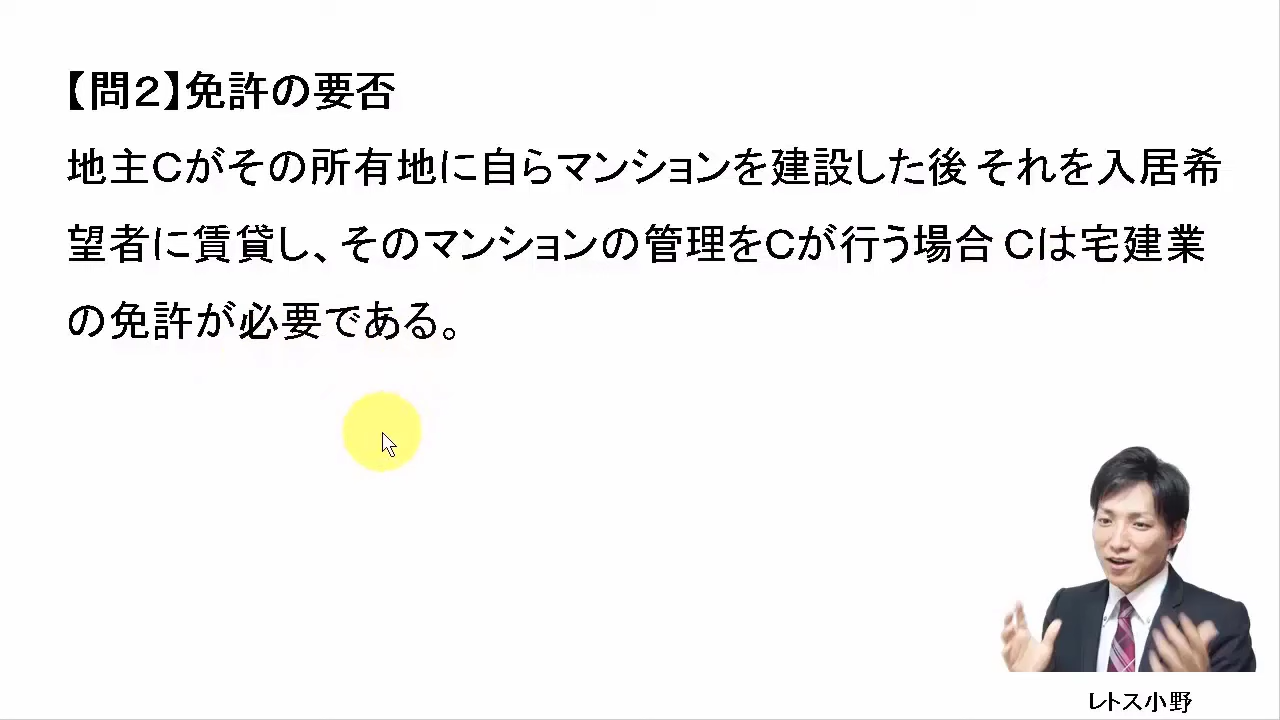 【問２】免許の要否
地主Ｃがその所有地に自らマンションを建設した後 それを入居希
望者に賃貸し、そのマンションの管理をＣが行う場合 Ｃは宅建業
の免許が必要である。
レトス小野